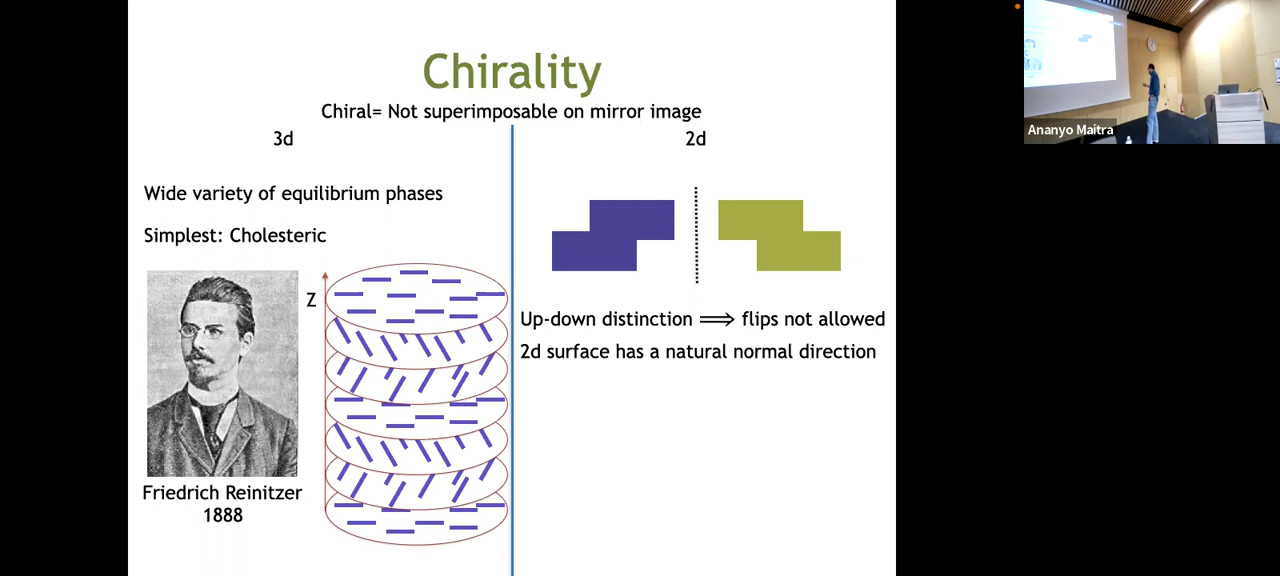 Chirality
Chiral= Not superimposable on mirror image
3d
Wide variety of equilibrium phases
Simplest: Cholesteric
Z
Friedrich Reinitzer
1888
2d
Up-down distinction ⟹ flips not allowed
2d surface has a natural normal direction
Ananyo Maitra